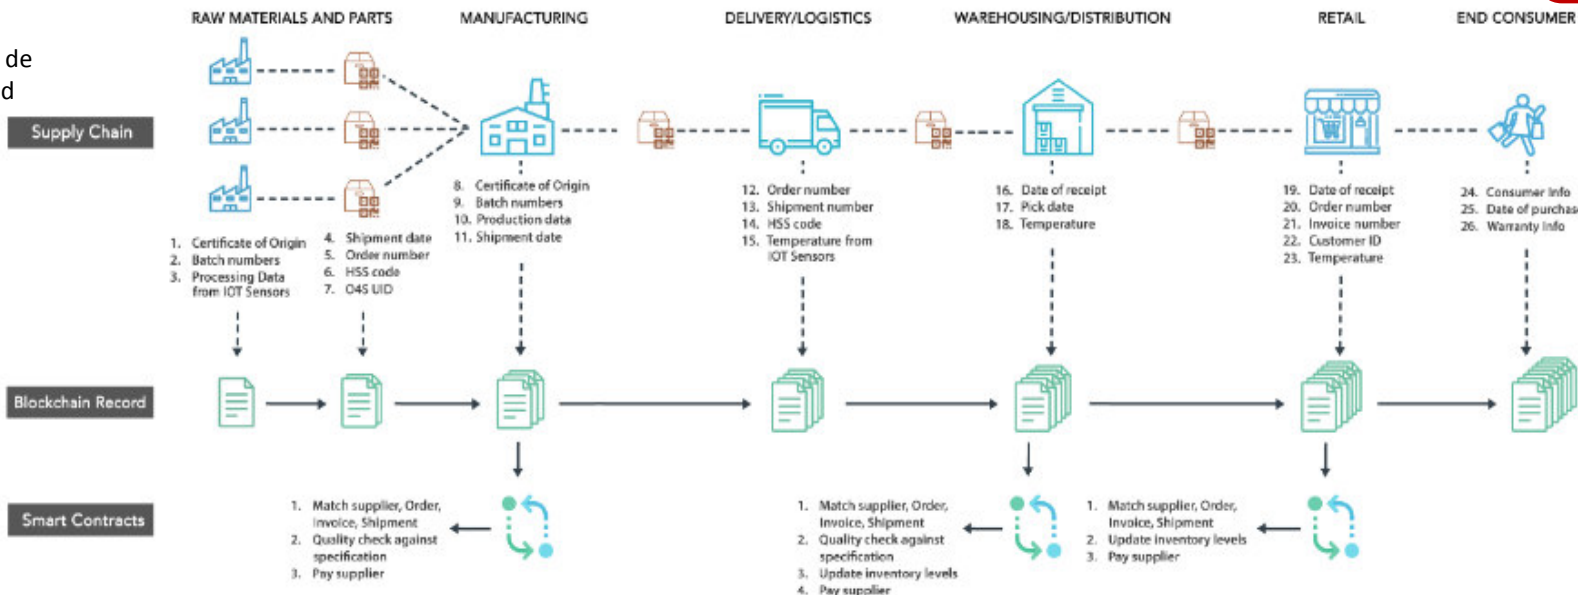 RAW MATERIALS AND PARTS
MANUFACTURING
DELIVERY/LOGISTICS
WAREHOUSING/DISTRIBUTION
RETAIL
END CONSUMER
de
d
Supply Chain
1. Certificate of Origin
2. Batch numbers
3. Processing Data
from IOT Sensors
4. Shipment date
5. Order number
6. HSS code
7. O4S UID
8. Certificate of Origin
9. Batch numbers
10. Production data
11. Shipment date
12. Order number
13. Shipment number
14. HSS code
15. Temperature from
IOT Sensors
16. Date of receipt
17. Pick date
18. Temperature
19. Date of receipt
20. Order number
21. Invoice number
22. Customer ID
23. Temperature
24. Consumer Info
25. Date of purchas
26. Warranty Info
Blockchain Record
Smart Contracts
1. Match supplier, Order,
Invoice, Shipment
2. Quality check against
specification
3. Pay supplier
1. Match supplier, Order,
Invoice, Shipment
2. Quality check against
specification
3. Update inventory levels
4. Pay supplier
1. Match supplier, Order,
Invoice, Shipment
2. Update inventory levels
3. Pay supplier